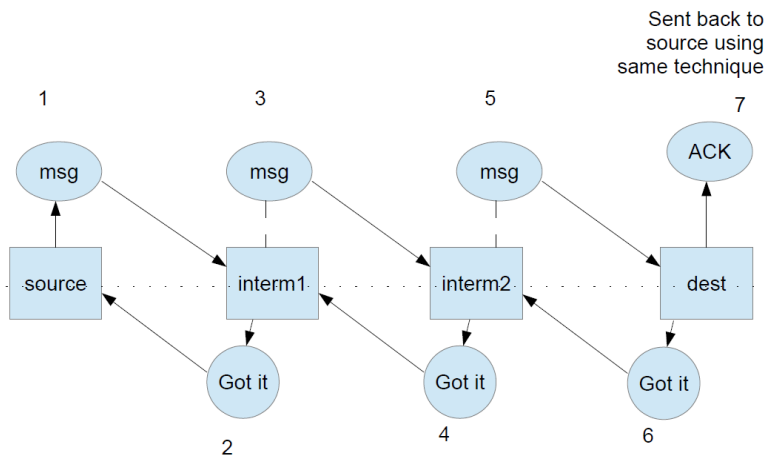 Sent back to
source using
same technique
1
3
5
7
msg
msg
msg
ACK
source
interm1
interm2
dest
Got it
Got it
Got it
2
4
6